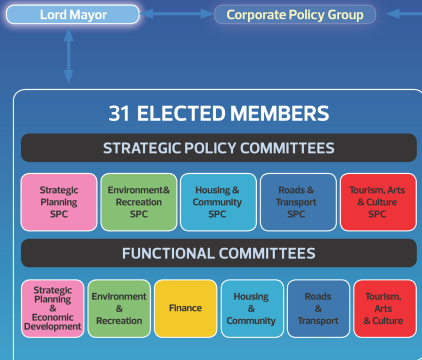 Lord Mayor
Corporate Policy Group
31 ELECTED MEMBERS
STRATEGIC POLICY COMMITTEES
Strategic
Planning
SPC
Environment&
Recreation
SPC
Housing &
Community
SPC
Roads &
Transport
SPC
Tourism, Arts
& Culture
SPC
FUNCTIONAL COMMITTEES
Strategic
Planning
&
Economic
Development
Environment
&
Recreation
Finance
Housing
&
Community
Roads
&
Transport
Tourism,
Arts
& Culture